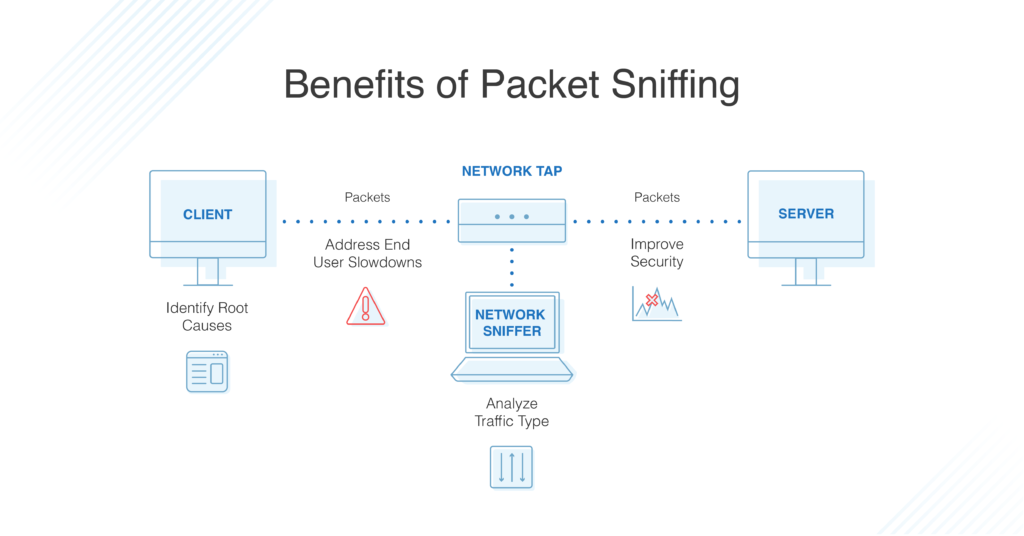 Benefits of Packet Sniffing
NETWORK TAP
CLIENT
Packets
Packets
SERVER
Address End
User Slowdowns
Improve
Security
Identify Root
Causes
NETWORK
SNIFFER
Analyze
Traffic Type